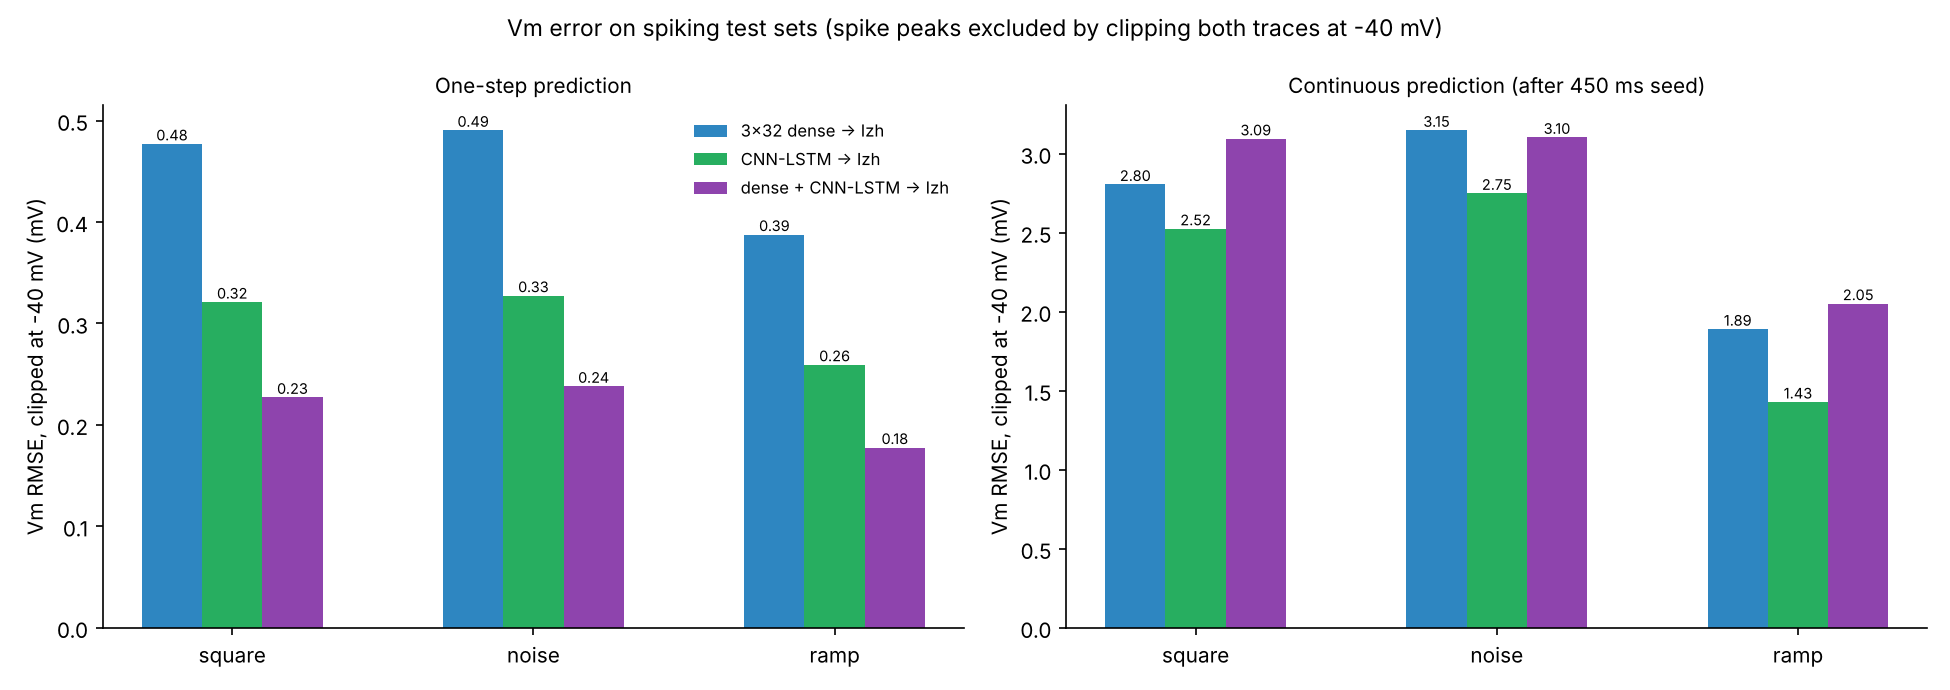 Vm error on spiking test sets (spike peaks excluded by clipping both traces at -40 mV)
One-step prediction
Vm RMSE, clipped at -40 mV (mV)
0.5
0.4
0.3
0.2
0.1
0.0
0.48
0.32
0.23
0.49
0.33
0.24
0.39
0.26
0.18
3×32 dense → Izh
CNN-LSTM → Izh
dense + CNN-LSTM → Izh
square
noise
ramp
Continuous prediction (after 450 ms seed)
Vm RMSE, clipped at -40 mV (mV)
3.0
2.5
2.0
1.5
1.0
0.5
0.0
2.80
2.52
3.09
3.15
2.75
3.10
1.89
1.43
2.05
square
noise
ramp